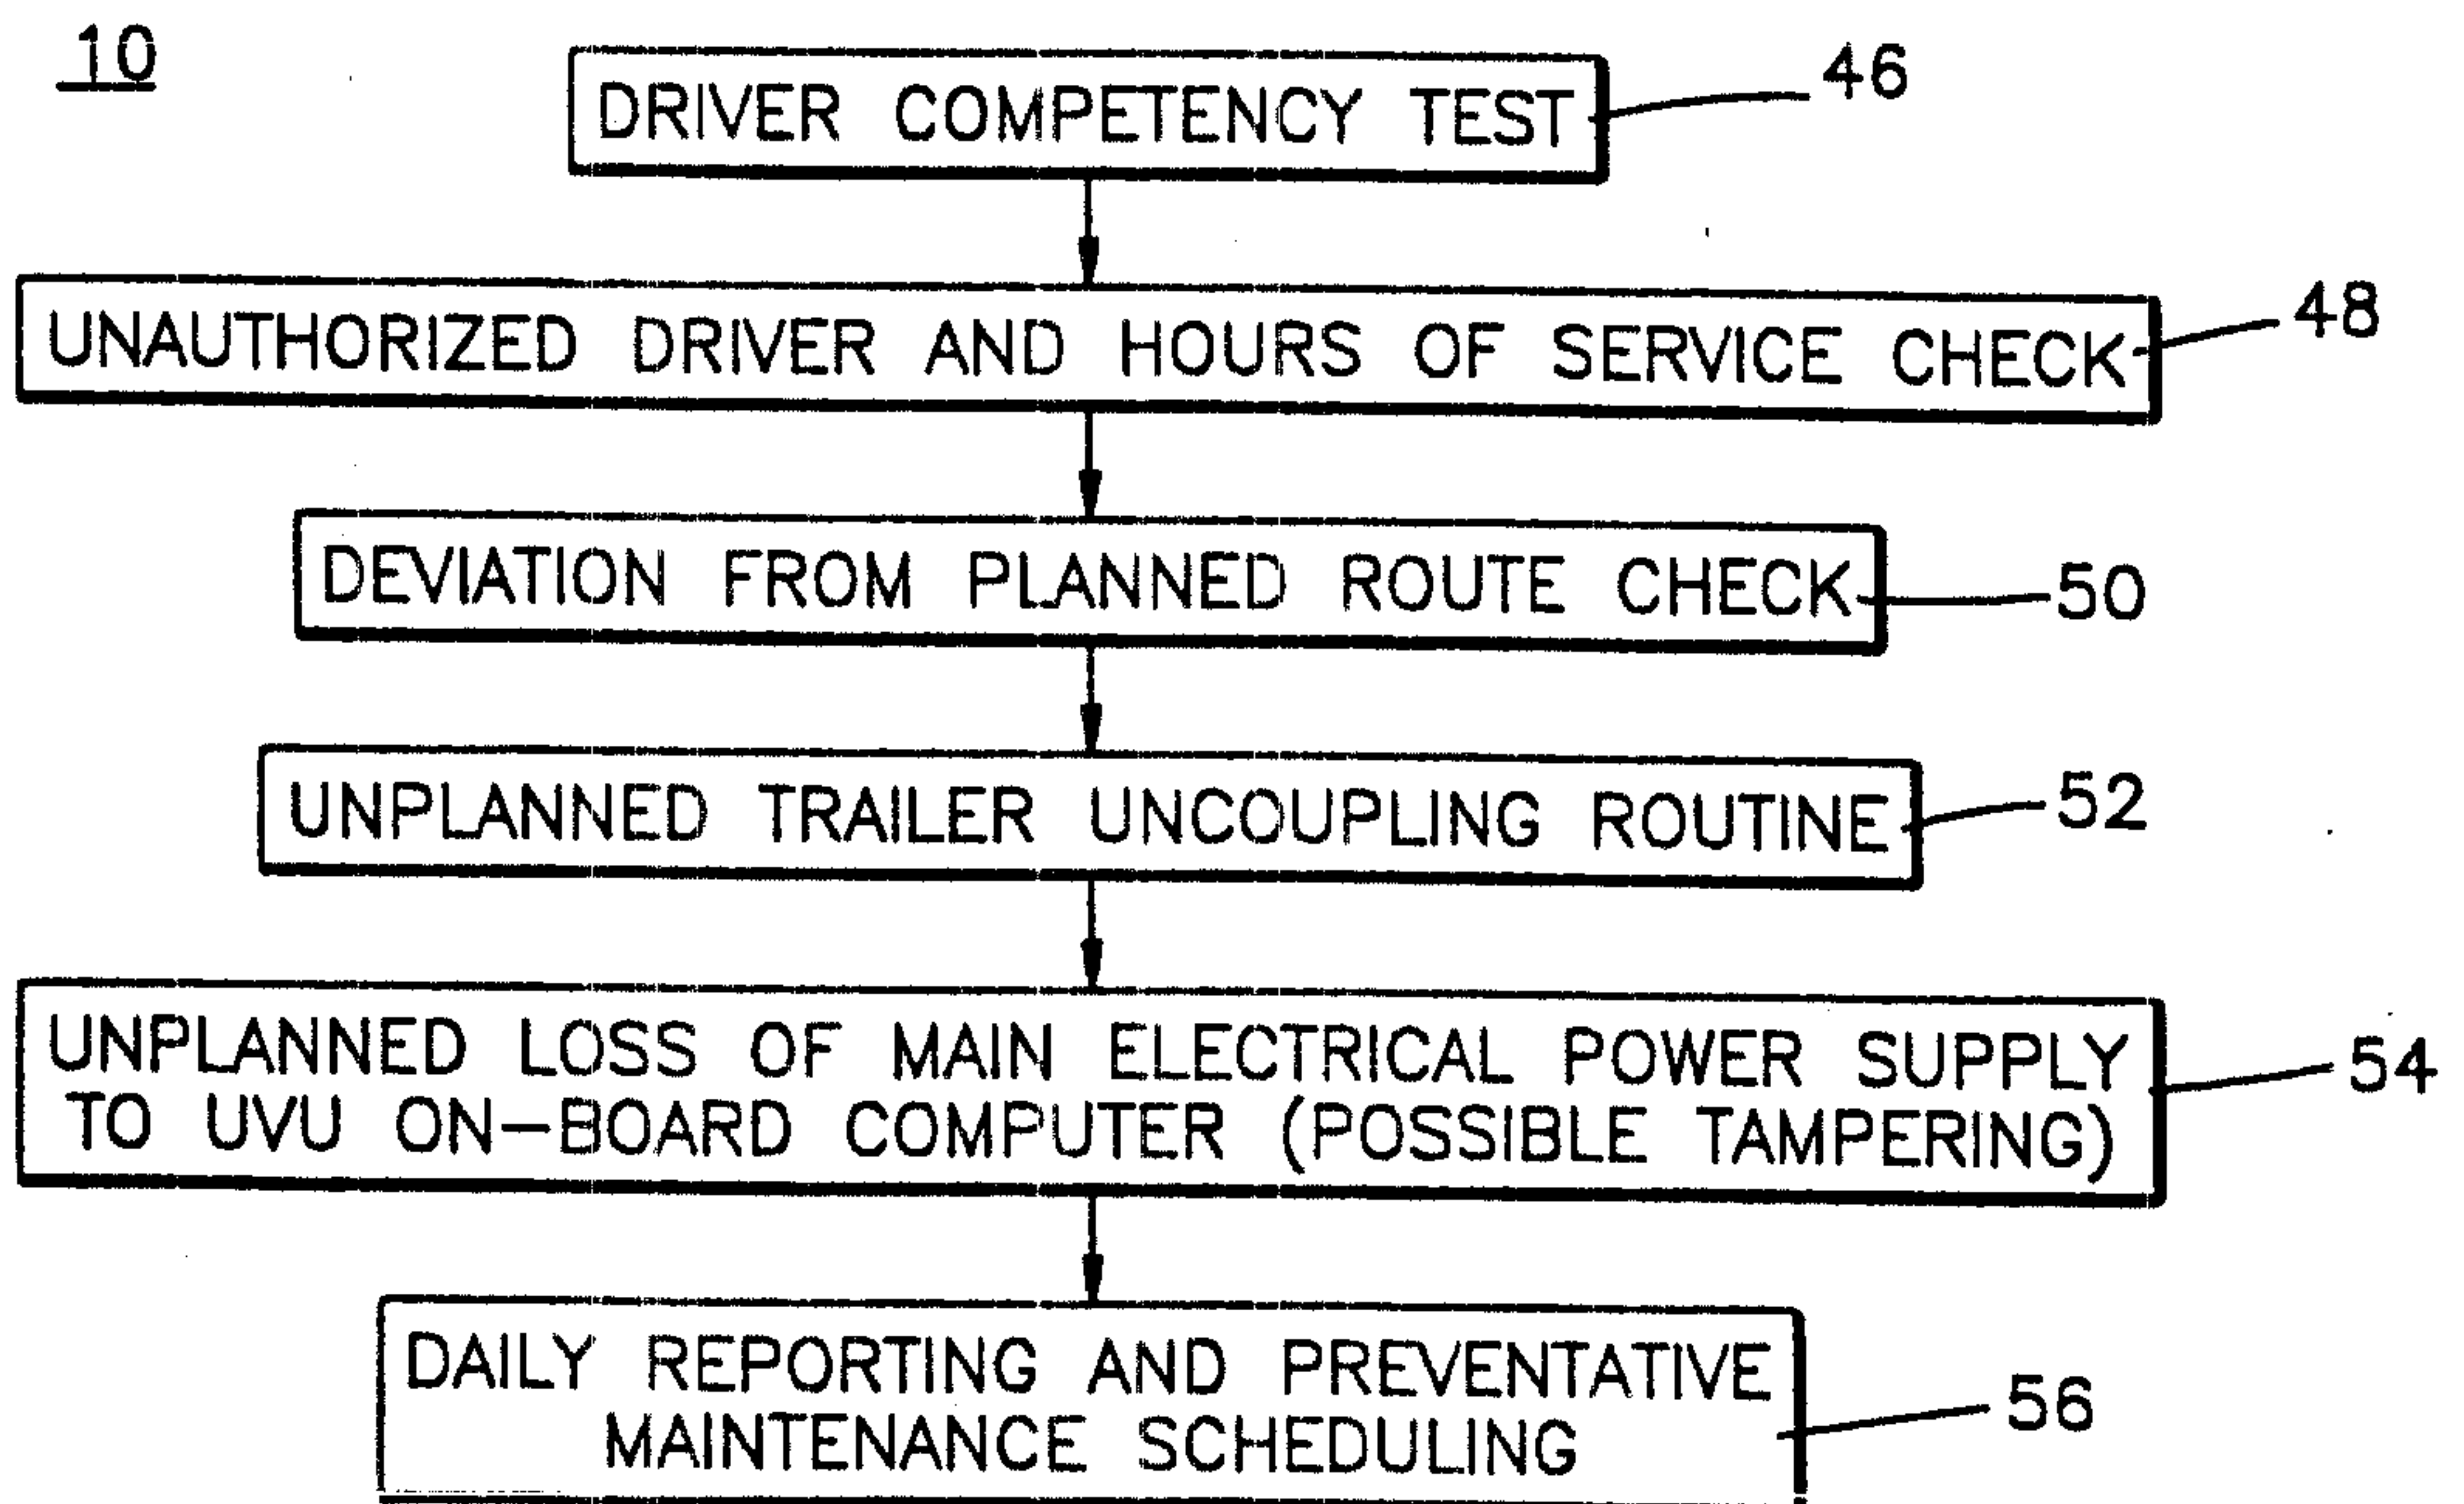 10
DRIVER COMPETENCY TEST
46
UNAUTHORIZED DRIVER AND HOURS OF SERVICE CHECK
48
DEVIATION FROM PLANNED ROUTE CHECK
50
UNPLANNED TRAILER UNCOUPLING ROUTINE
52
UNPLANNED LOSS OF MAIN ELECTRICAL POWER SUPPLY
TO UVU ON-BOARD COMPUTER (POSSIBLE TAMPERING)
54
DAILY REPORTING AND PREVENTATIVE
MAINTENANCE SCHEDULING
56